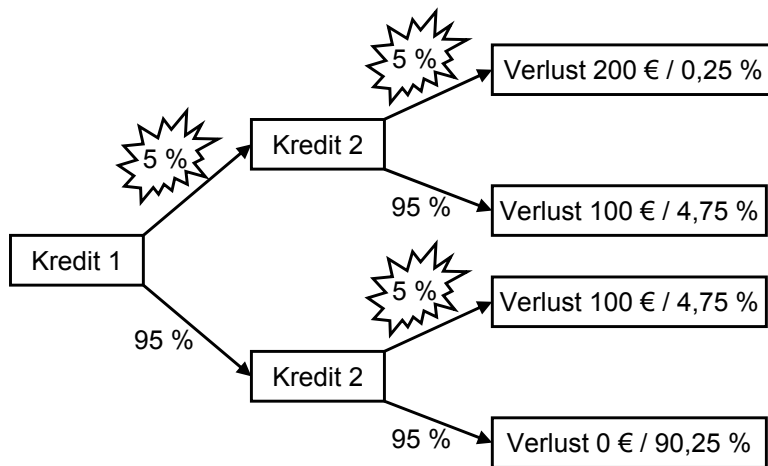 5 %
Verlust 200 € / 0,25 %
Kredit 2
5 %
95 %
Verlust 100 € / 4,75 %
Kredit 1
5 %
Verlust 100 € / 4,75 %
95 %
Kredit 2
95 %
Verlust 0 € / 90,25 %